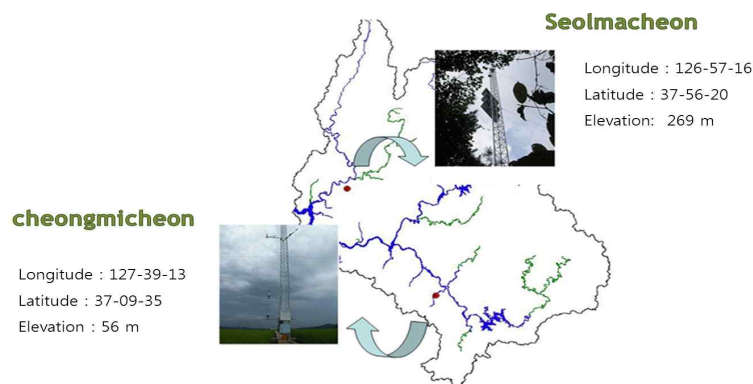 Seolmacheon
Longitude : 126-57-16
Latitude : 37-56-20
Elevation: 269 m
cheongmicheon
Longitude : 127-39-13
Latitude : 37-09-35
Elevation : 56 m